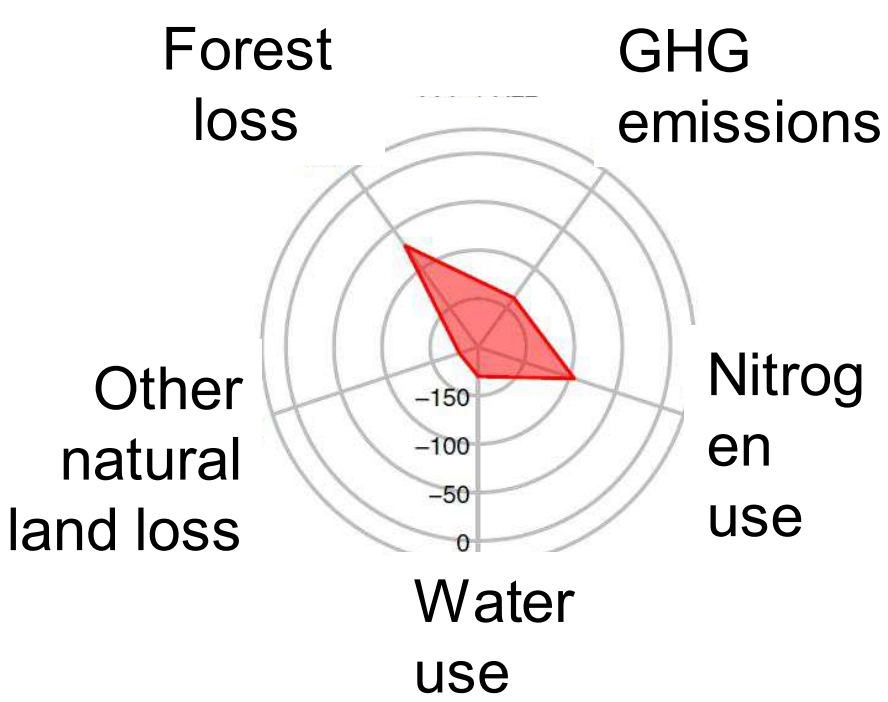 Forest
loss
GHG
emissions
Other
natural
land loss
Nitrog
en
use
−150
−100
−50
0
Water
use